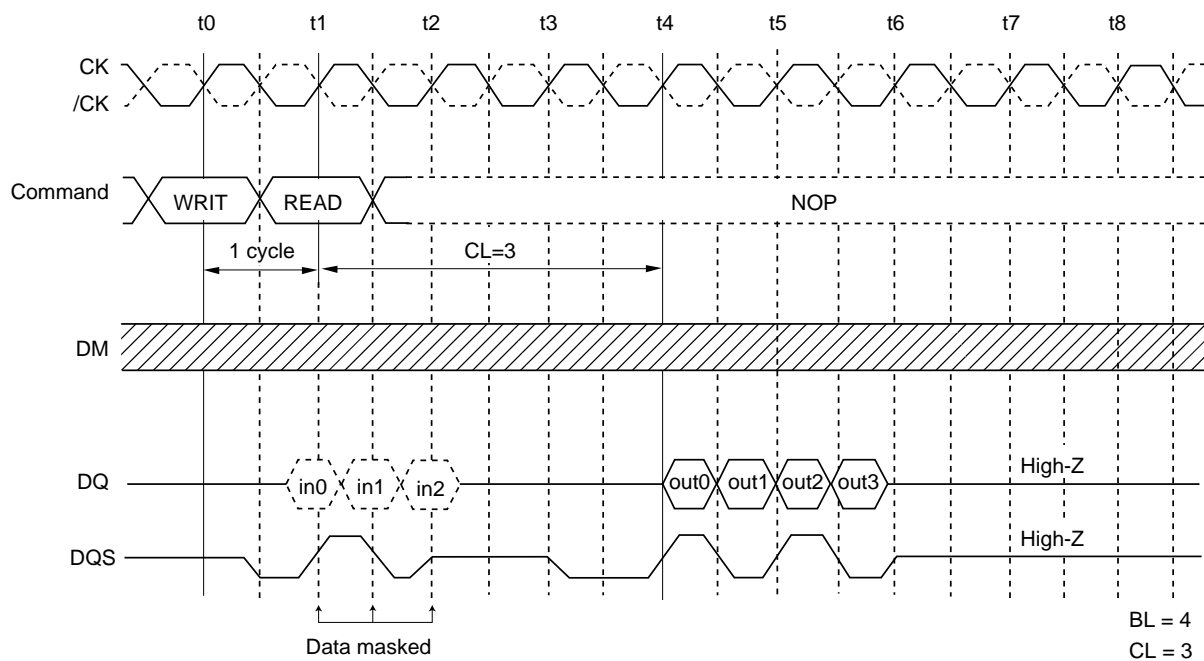 t0 t1 t2 t3 t4 t5 t6 t7 t8
CK
/CK
Command WRIT READ NOP
1 cycle CL=3
DM
DQ in0 in1 in2 out0 out1 out2 out3 High-Z
DQS High-Z
Data masked
BL = 4
CL = 3